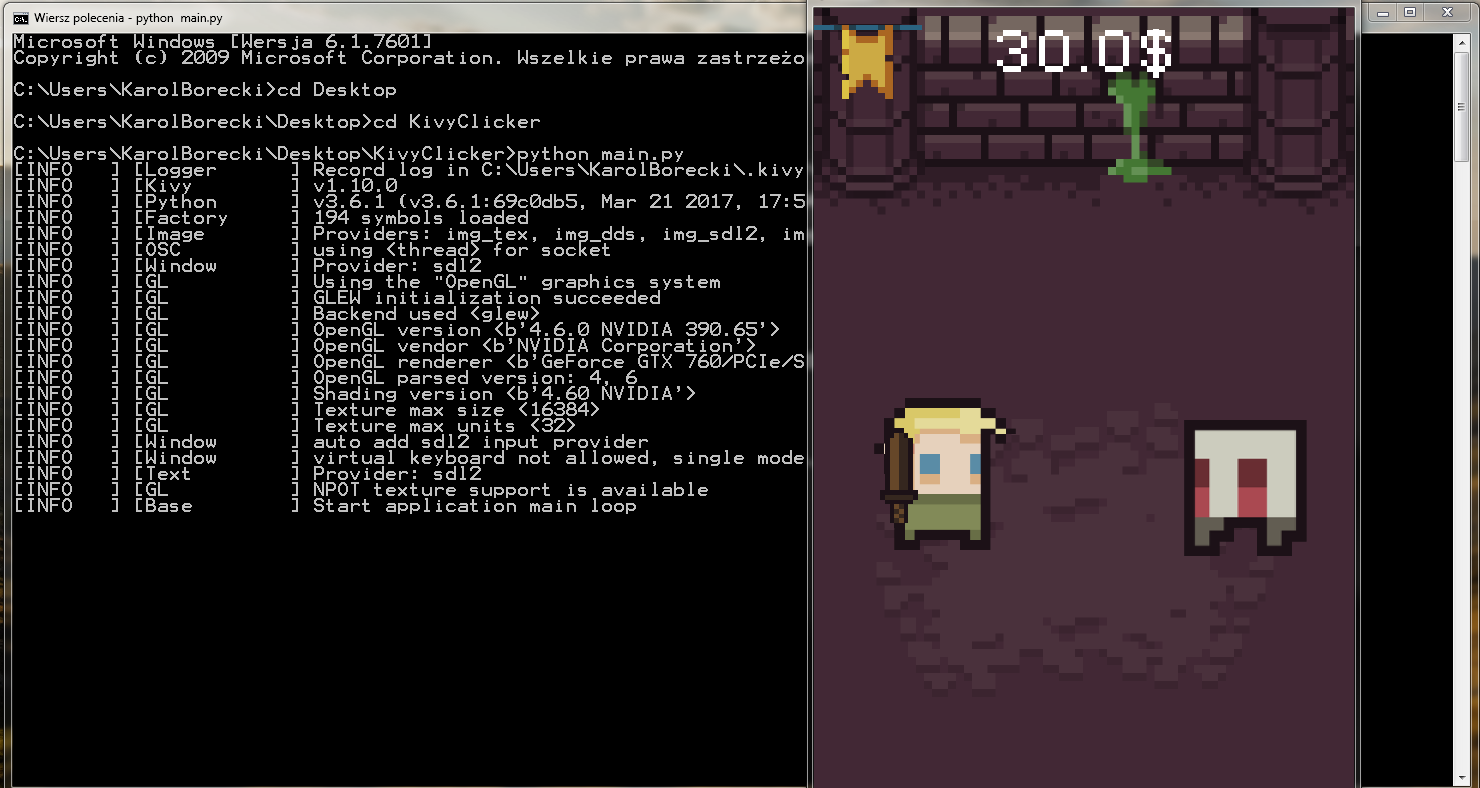 Wiersz polecenia - python  main.py
Microsoft Windows [Wersja 6.1.7601]
Copyright (c) 2009 Microsoft Corporation. Wszelkie prawa zastrzeżo
C:\Users\KarolBorecki>cd Desktop
C:\Users\KarolBorecki\Desktop>cd KivyClicker
C:\Users\KarolBorecki\Desktop\KivyClicker>python main.py
[INFO   ] [Logger      ] Record log in C:\Users\KarolBorecki\.kivy
[INFO   ] [Kivy        ] v1.10.0
[INFO   ] [Python      ] v3.6.1 (v3.6.1:69c0db5, Mar 21 2017, 17:5
[INFO   ] [Factory     ] 194 symbols loaded
[INFO   ] [Image       ] Providers: img_tex, img_dds, img_sdl2, im
[INFO   ] [OSC         ] using <thread> for socket
[INFO   ] [Window      ] Provider: sdl2
[INFO   ] [GL          ] Using the "OpenGL" graphics system
[INFO   ] [GL          ] GLEW initialization succeeded
[INFO   ] [GL          ] Backend used <glew>
[INFO   ] [GL          ] OpenGL version <b'4.6.0 NVIDIA 390.65'>
[INFO   ] [GL          ] OpenGL vendor <b'NVIDIA Corporation'>
[INFO   ] [GL          ] OpenGL renderer <b'GeForce GTX 760/PCIe/S
[INFO   ] [GL          ] OpenGL parsed version: 4, 6
[INFO   ] [GL          ] Shading version <b'4.60 NVIDIA'>
[INFO   ] [GL          ] Texture max size <16384>
[INFO   ] [GL          ] Texture max units <32>
[INFO   ] [Window      ] auto add sdl2 input provider
[INFO   ] [Window      ] virtual keyboard not allowed, single mode
[INFO   ] [Text        ] Provider: sdl2
[INFO   ] [GL          ] NPOT texture support is available
[INFO   ] [Base        ] Start application main loop
30.0$